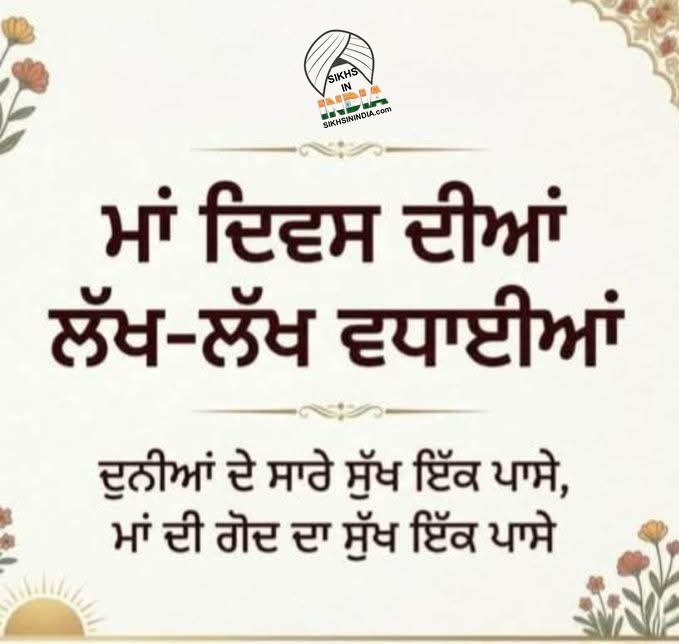 SIKHS
IN
INDIA
SIKHSININDIA.com
ਮਾਂ ਦਿਵਸ ਦੀਆਂ
ਲੱਖ-ਲੱਖ ਵਧਾਈਆਂ
ਦੁਨੀਆਂ ਦੇ ਸਾਰੇ ਸੁੱਖ ਇੱਕ ਪਾਸੇ,
ਮਾਂ ਦੀ ਗੋਦ ਦਾ ਸੁੱਖ ਇੱਕ ਪਾਸੇ